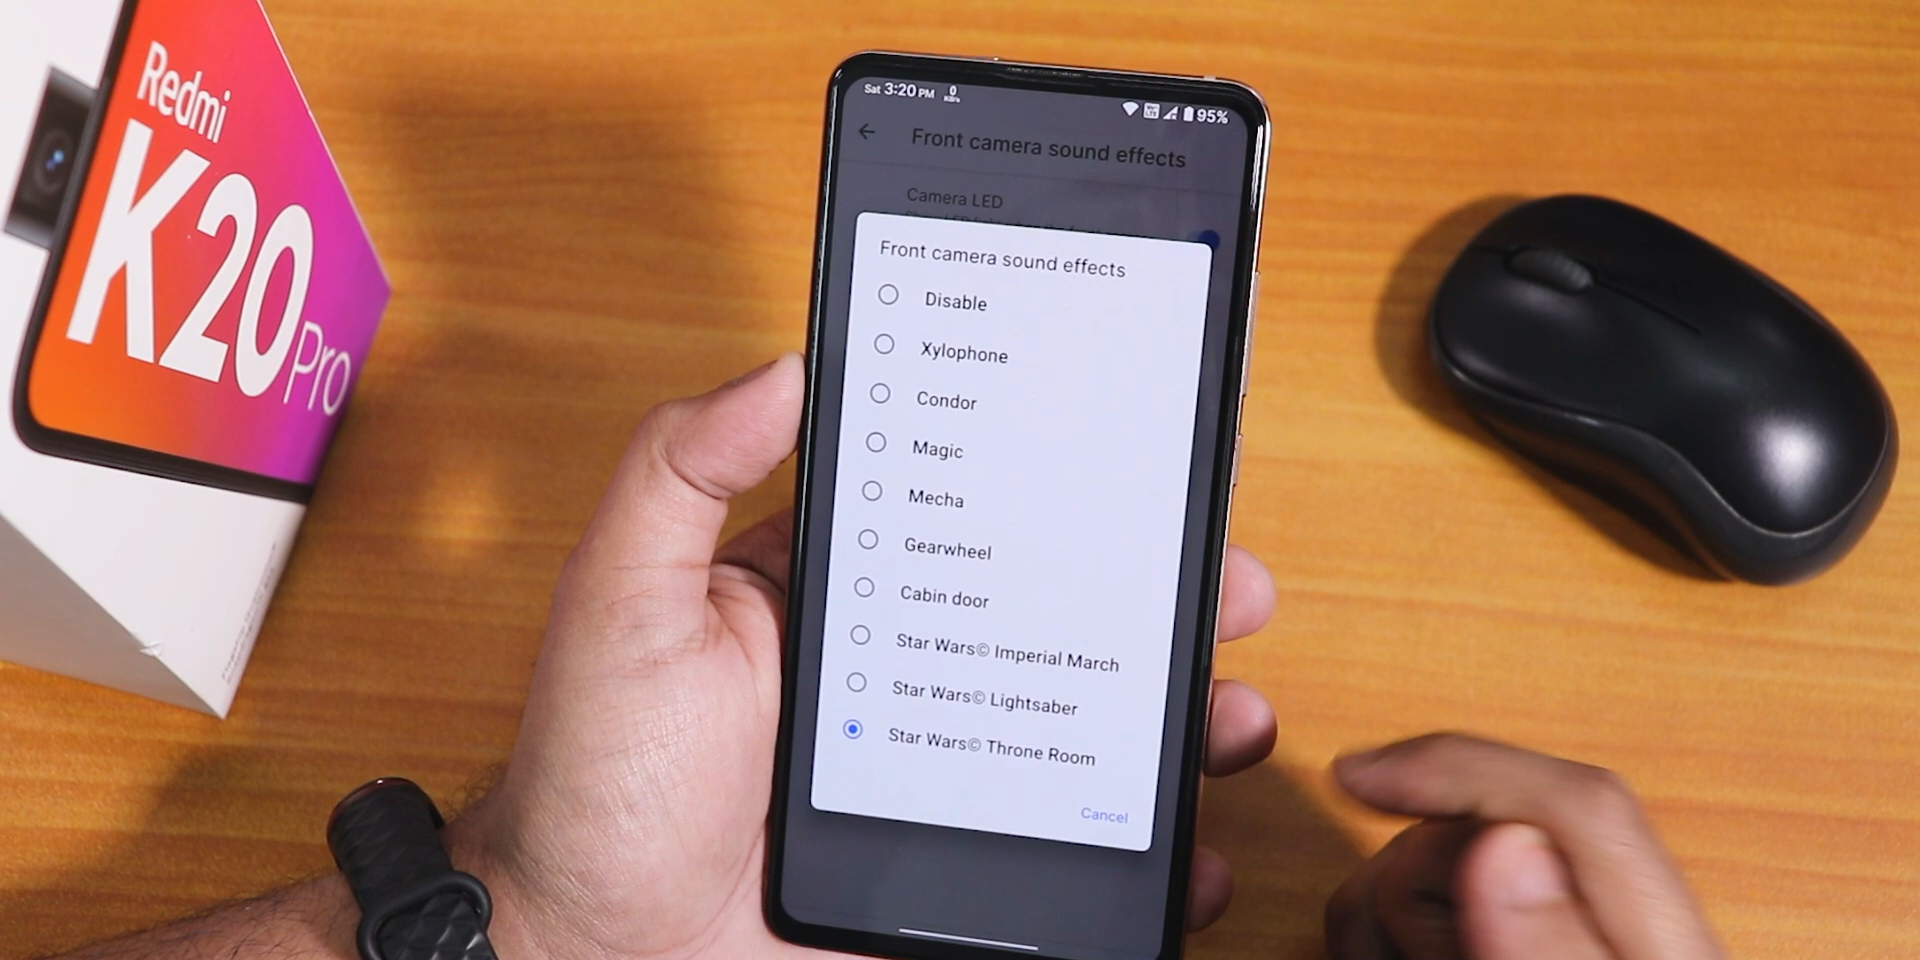 Redmi
K20 Pro
Sat 3:20 PM 0 KB/s
95%
Front camera sound effects
Camera LED
Front camera sound effects
Disable
Xylophone
Condor
Magic
Mecha
Gearwheel
Cabin door
Star Wars© Imperial March
Star Wars© Lightsaber
Star Wars© Throne Room
Cancel